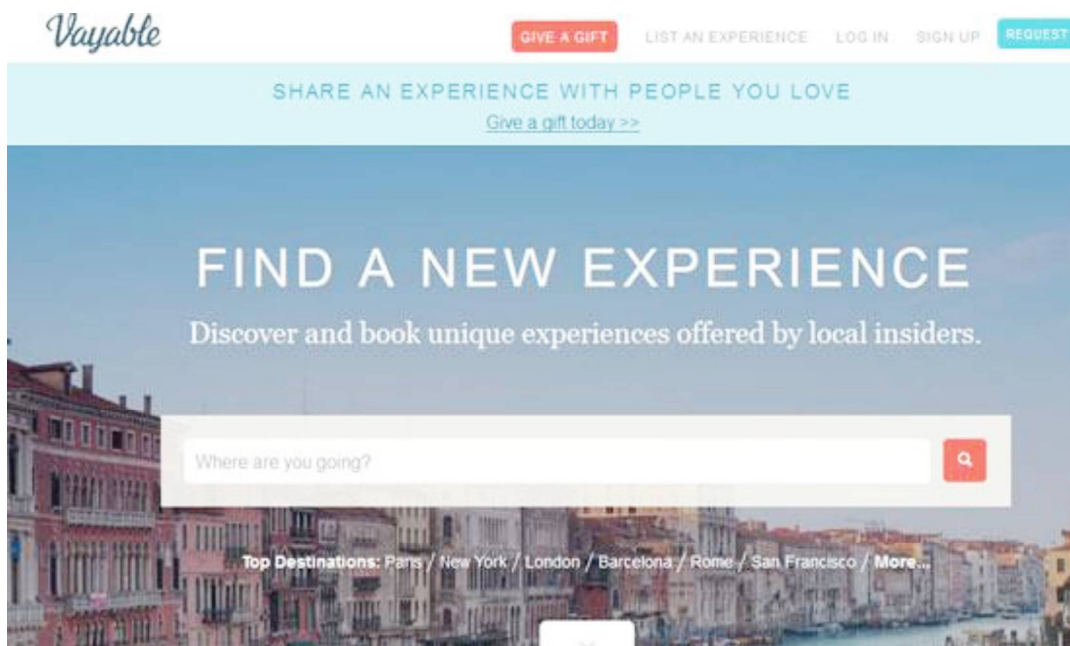 Vayable
GIVE A GIFT LIST AN EXPERIENCE LOG IN SIGN UP REQUEST
SHARE AN EXPERIENCE WITH PEOPLE YOU LOVE
Give a gift today >>
FIND A NEW EXPERIENCE
Discover and book unique experiences offered by local insiders.
Where are you going?
Top Destinations: Paris / New York / London / Barcelona / Rome / San Francisco / More...